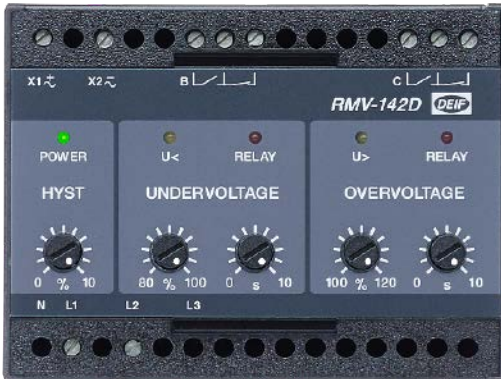 X1 X2 B C
RMV-142D DEIF
POWER U< RELAY U> RELAY
HYST UNDERVOLTAGE OVERVOLTAGE
0 % 10 80 % 100 0 s 10 100 % 120 0 s 10
N L1 L2 L3